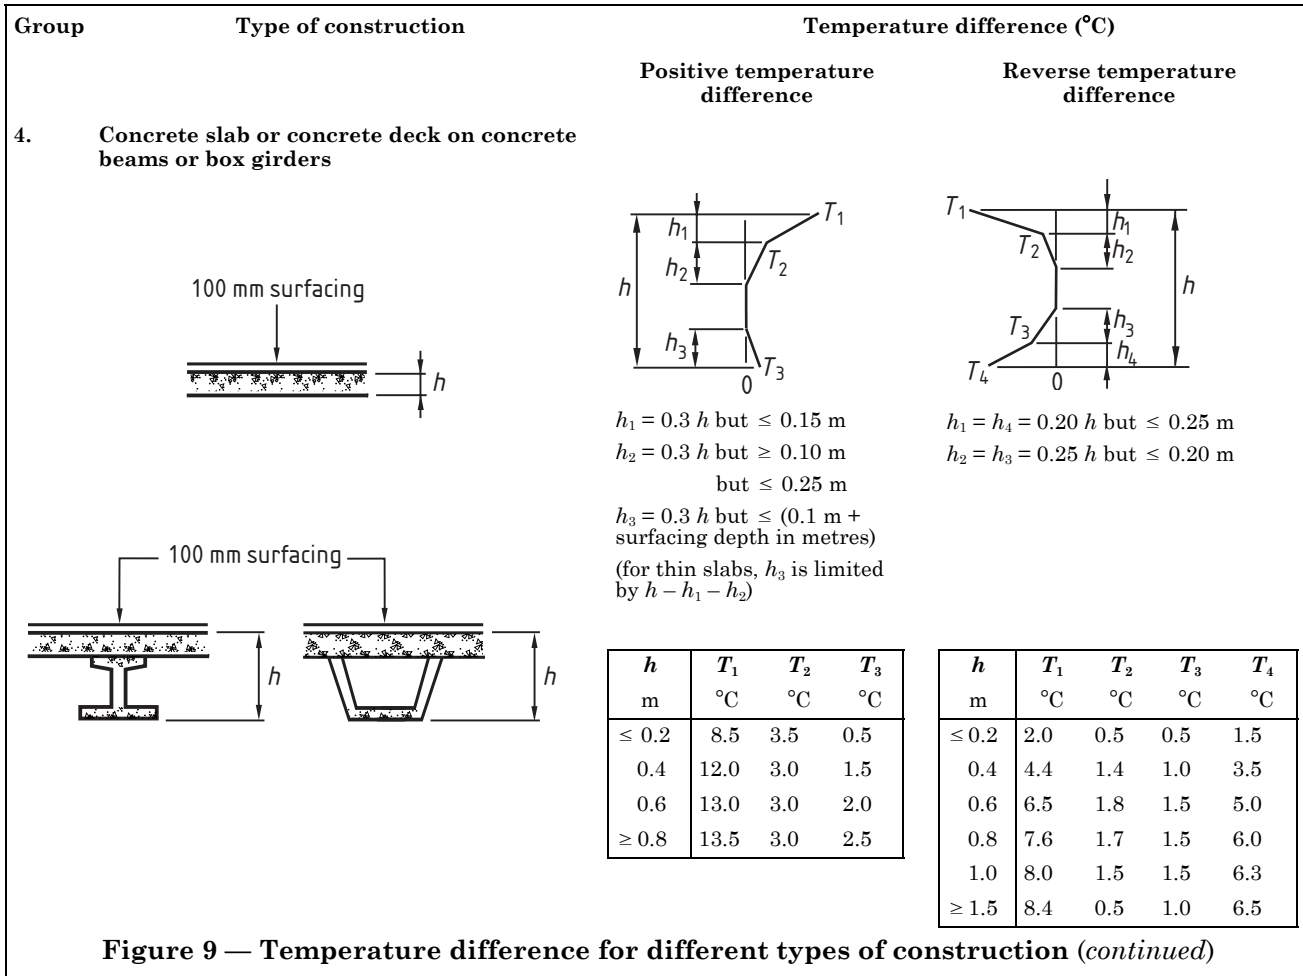 Group Type of construction Temperature difference (°C)
Positive temperature difference
Reverse temperature difference
4. Concrete slab or concrete deck on concrete
beams or box girders
100 mm surfacing
h
100 mm surfacing
h
h
T1
h1
T2
h2
h
h3
T3
0
h1 = 0.3 h but ≤ 0.15 m
h2 = 0.3 h but ≥ 0.10 m
but ≤ 0.25 m
h3 = 0.3 h but ≤ (0.1 m +
surfacing depth in metres)
(for thin slabs, h3 is limited
by h – h1 – h2)
T1
h1
T2
h2
h
T3
h3
h4
T4
0
h1 = h4 = 0.20 h but ≤ 0.25 m
h2 = h3 = 0.25 h but ≤ 0.20 m
h T1 T2 T3
m °C °C °C
≤ 0.2 8.5 3.5 0.5
0.4 12.0 3.0 1.5
0.6 13.0 3.0 2.0
≥ 0.8 13.5 3.0 2.5
h T1 T2 T3 T4
m °C °C °C °C
≤ 0.2 2.0 0.5 0.5 1.5
0.4 4.4 1.4 1.0 3.5
0.6 6.5 1.8 1.5 5.0
0.8 7.6 1.7 1.5 6.0
1.0 8.0 1.5 1.5 6.3
≥ 1.5 8.4 0.5 1.0 6.5
Figure 9 — Temperature difference for different types of construction (continued)